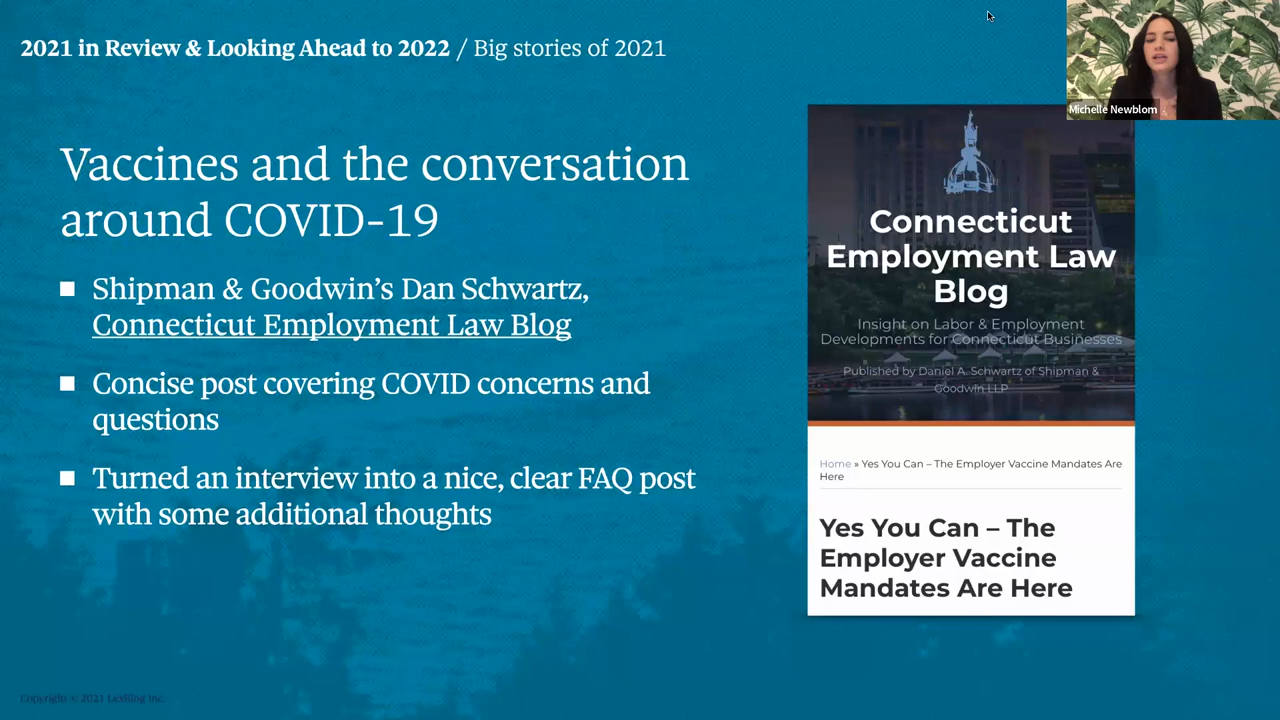 2021 in Review & Looking Ahead to 2022 / Big stories of 2021
Michelle Newblom
Vaccines and the conversation
around COVID-19
■ Shipman & Goodwin’s Dan Schwartz,
Connecticut Employment Law Blog
■ Concise post covering COVID concerns and
questions
■ Turned an interview into a nice, clear FAQ post
with some additional thoughts
Connecticut
Employment Law
Blog
Insight on Labor & Employment
Developments for Connecticut Businesses
Published by Daniel A. Schwartz of Shipman &
Goodwin LLP
Home » Yes You Can – The Employer Vaccine Mandates Are
Here
Yes You Can – The
Employer Vaccine
Mandates Are Here
Copyright © 2021 LexBlog Inc.